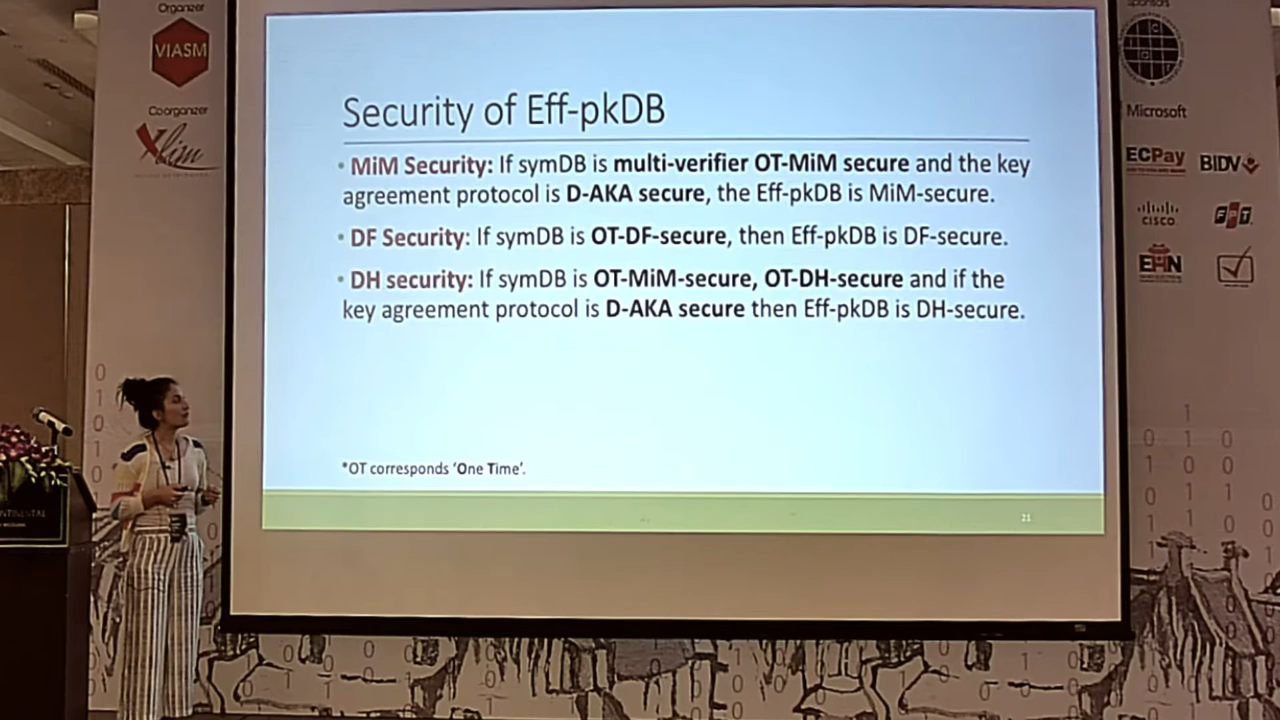 Organizer
VIASM
Coorganizer
Xlim
Security of Eff-pkDB
• MiM Security: If symDB is multi-verifier OT-MiM secure and the key
agreement protocol is D-AKA secure, the Eff-pkDB is MiM-secure.
• DF Security: If symDB is OT-DF-secure, then Eff-pkDB is DF-secure.
• DH security: If symDB is OT-MiM-secure, OT-DH-secure and if the
key agreement protocol is D-AKA secure then Eff-pkDB is DH-secure.
*OT corresponds ‘One Time’.
21
Sponsors
Microsoft
ECPay
BIDV
CISCO
FPT